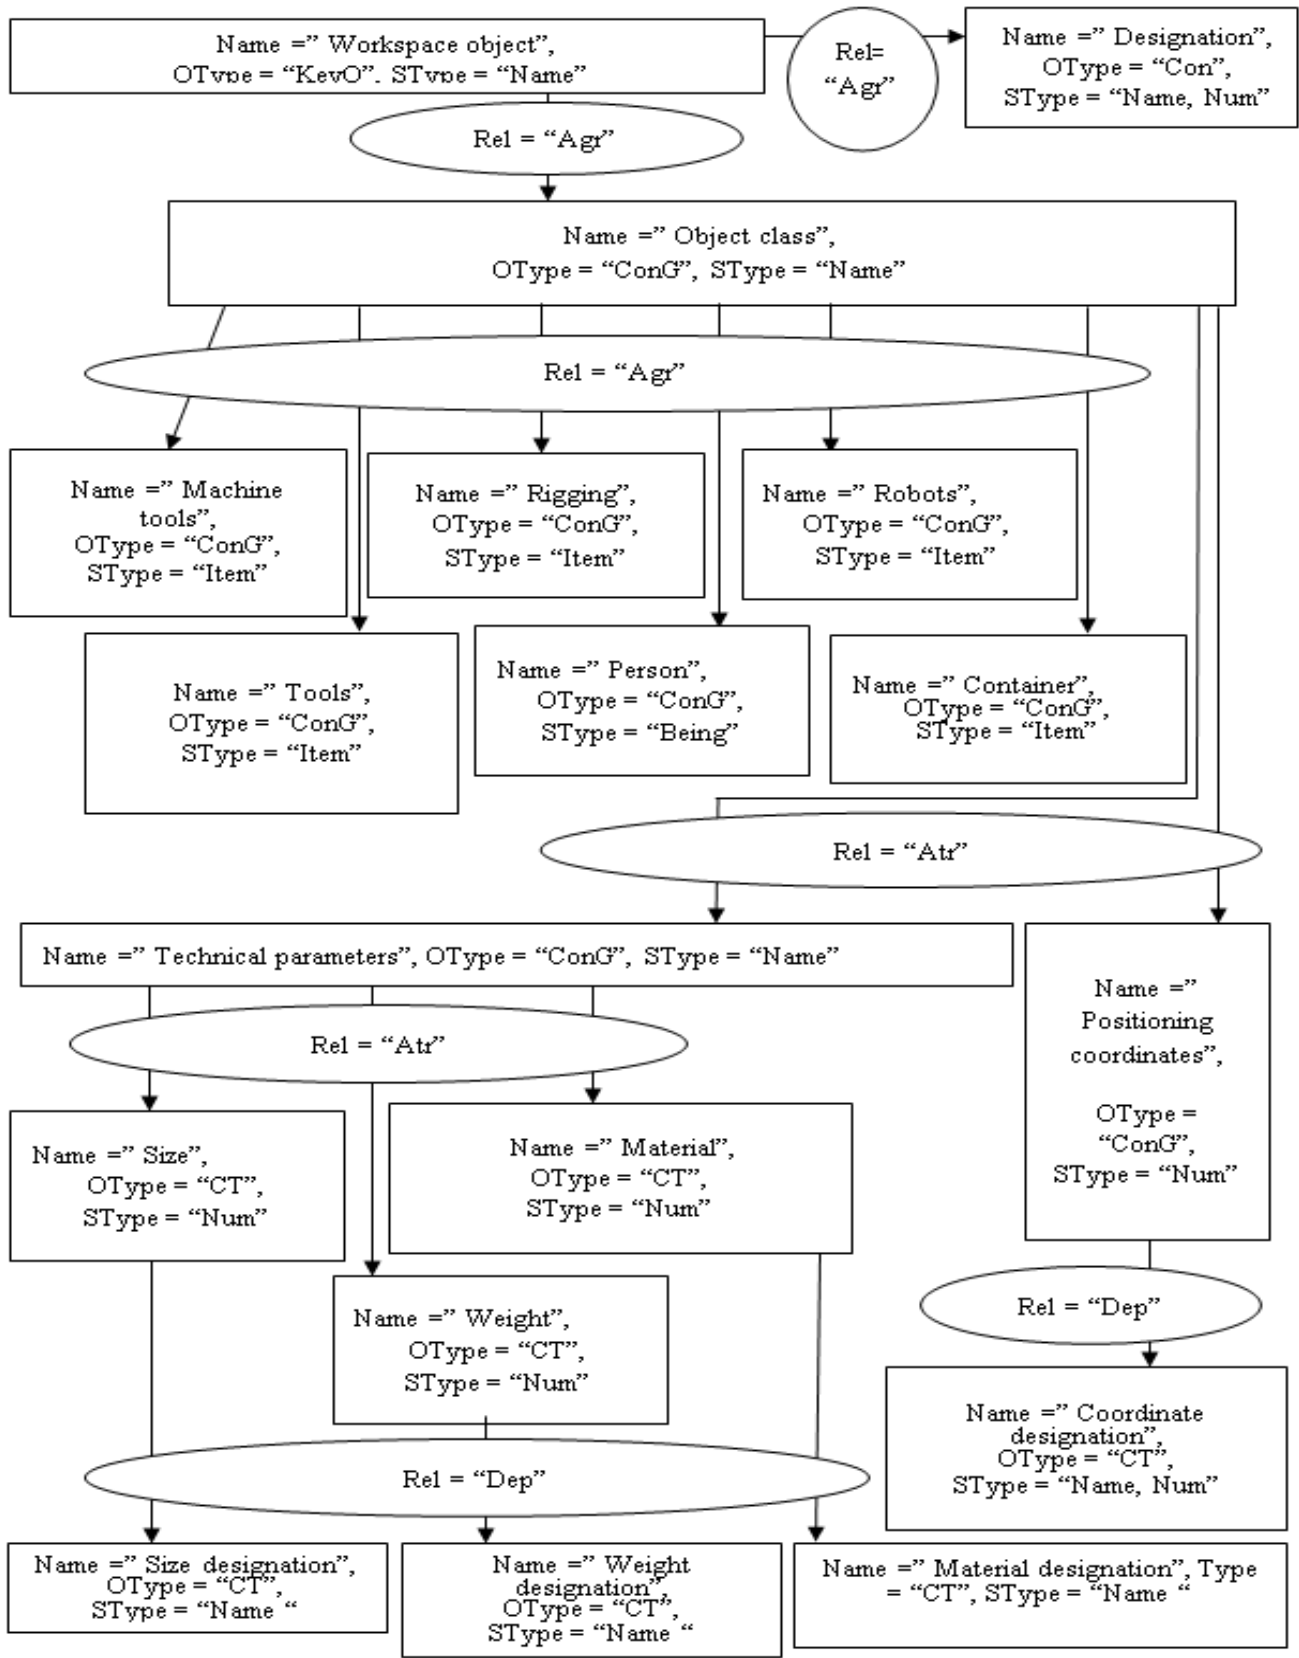 Name =” Workspace object”,
OType = “KeyO”, SType = “Name”
Rel=
“Agr”
Name =” Designation”,
OType = “Con”,
SType = “Name, Num”
Rel = “Agr”
Name =” Object class”,
OType = “ConG”, SType = “Name”
Rel = “Agr”
Name =” Machine
tools”,
OType = “ConG”,
SType = “Item”
Name =” Rigging”,
OType = “ConG”,
SType = “Item”
Name =” Robots”,
OType = “ConG”,
SType = “Item”
Name =” Tools”,
OType = “ConG”,
SType = “Item”
Name =” Person”,
OType = “ConG”,
SType = “Being”
Name =” Container”,
OType = “ConG”,
SType = “Item”
Rel = “Atr”
Name =” Technical parameters”, OType = “ConG”, SType = “Name”
Name =”
Positioning
coordinates”,
OType =
“ConG”,
SType = “Num”
Rel = “Atr”
Name =” Size”,
OType = “CT”,
SType = “Num”
Name =” Material”,
OType = “CT”,
SType = “Num”
Name =” Weight”,
OType = “CT”,
SType = “Num”
Rel = “Dep”
Name =” Coordinate
designation”,
OType = “CT”,
SType = “Name, Num”
Rel = “Dep”
Name =” Size designation”,
OType = “CT”,
SType = “Name “
Name =” Weight
designation”,
OType = “CT”,
SType = “Name “
Name =” Material designation”, Type
= “CT”, SType = “Name “